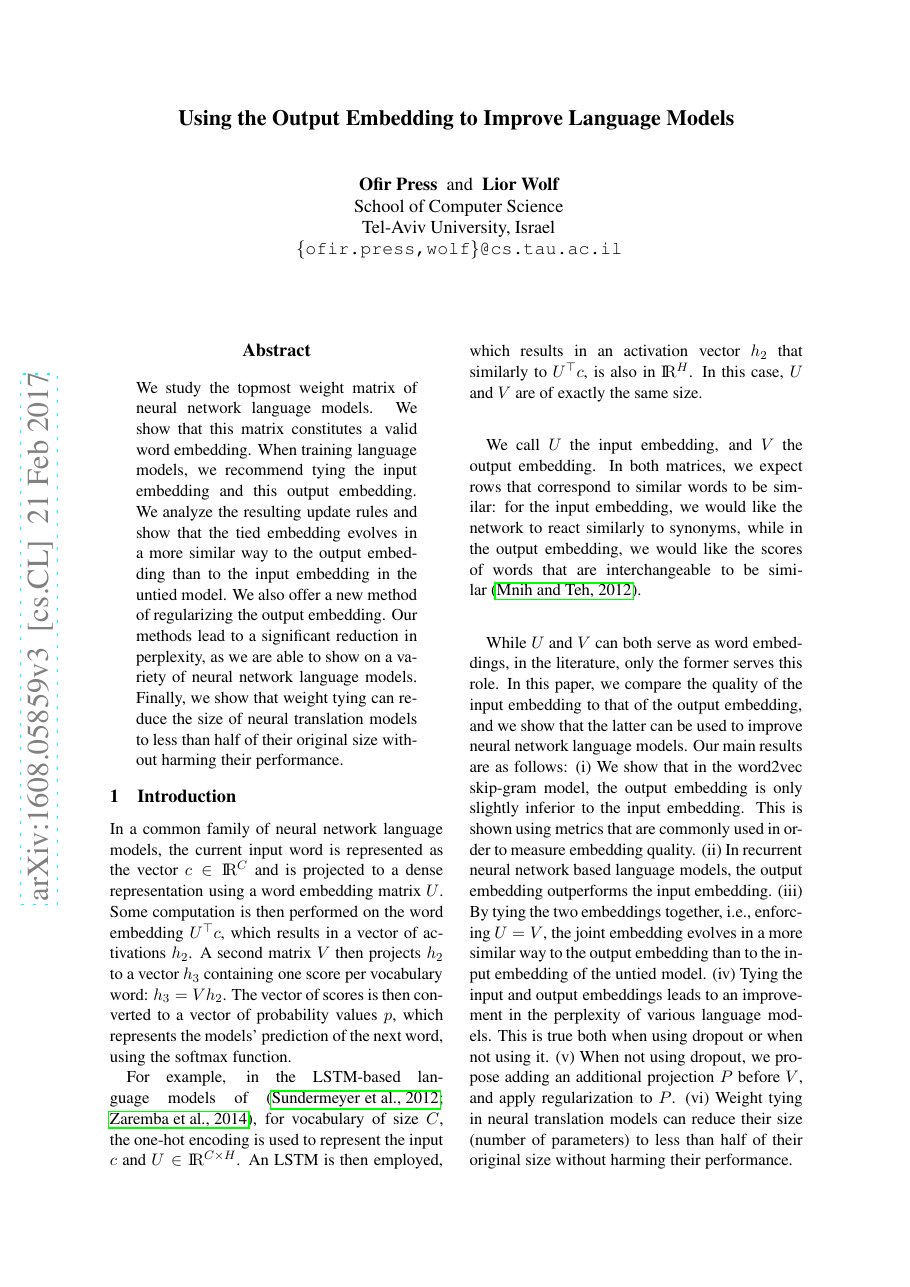 Using the Output Embedding to Improve Language Models
Ofir Press and Lior Wolf
School of Computer Science
Tel-Aviv University, Israel
{ofir.press,wolf}@cs.tau.ac.il
arXiv:1608.05859v3 [cs.CL] 21 Feb 2017
Abstract
We study the topmost weight matrix of
neural network language models. We
show that this matrix constitutes a valid
word embedding. When training language
models, we recommend tying the input
embedding and this output embedding.
We analyze the resulting update rules and
show that the tied embedding evolves in
a more similar way to the output embed-
ding than to the input embedding in the
untied model. We also offer a new method
of regularizing the output embedding. Our
methods lead to a significant reduction in
perplexity, as we are able to show on a va-
riety of neural network language models.
Finally, we show that weight tying can re-
duce the size of neural translation models
to less than half of their original size with-
out harming their performance.
1 Introduction
In a common family of neural network language
models, the current input word is represented as
the vector c ∈ ℝ^C and is projected to a dense
representation using a word embedding matrix U.
Some computation is then performed on the word
embedding U^⊤c, which results in a vector of ac-
tivations h₂. A second matrix V then projects h₂
to a vector h₃ containing one score per vocabulary
word: h₃ = Vh₂. The vector of scores is then con-
verted to a vector of probability values p, which
represents the models' prediction of the next word,
using the softmax function.
For example, in the LSTM-based lan-
guage models of (Sundermeyer et al., 2012;
Zaremba et al., 2014), for vocabulary of size C,
the one-hot encoding is used to represent the input
c and U ∈ ℝ^{C×H}. An LSTM is then employed,
which results in an activation vector h₂ that
similarly to U^⊤c, is also in ℝ^H. In this case, U
and V are of exactly the same size.
We call U the input embedding, and V the
output embedding. In both matrices, we expect
rows that correspond to similar words to be sim-
ilar: for the input embedding, we would like the
network to react similarly to synonyms, while in
the output embedding, we would like the scores
of words that are interchangeable to be simi-
lar (Mnih and Teh, 2012).
While U and V can both serve as word embed-
dings, in the literature, only the former serves this
role. In this paper, we compare the quality of the
input embedding to that of the output embedding,
and we show that the latter can be used to improve
neural network language models. Our main results
are as follows: (i) We show that in the word2vec
skip-gram model, the output embedding is only
slightly inferior to the input embedding. This is
shown using metrics that are commonly used in or-
der to measure embedding quality. (ii) In recurrent
neural network based language models, the output
embedding outperforms the input embedding. (iii)
By tying the two embeddings together, i.e., enforc-
ing U = V, the joint embedding evolves in a more
similar way to the output embedding than to the in-
put embedding of the untied model. (iv) Tying the
input and output embeddings leads to an improve-
ment in the perplexity of various language mod-
els. This is true both when using dropout or when
not using it. (v) When not using dropout, we pro-
pose adding an additional projection P before V,
and apply regularization to P. (vi) Weight tying
in neural translation models can reduce their size
(number of parameters) to less than half of their
original size without harming their performance.